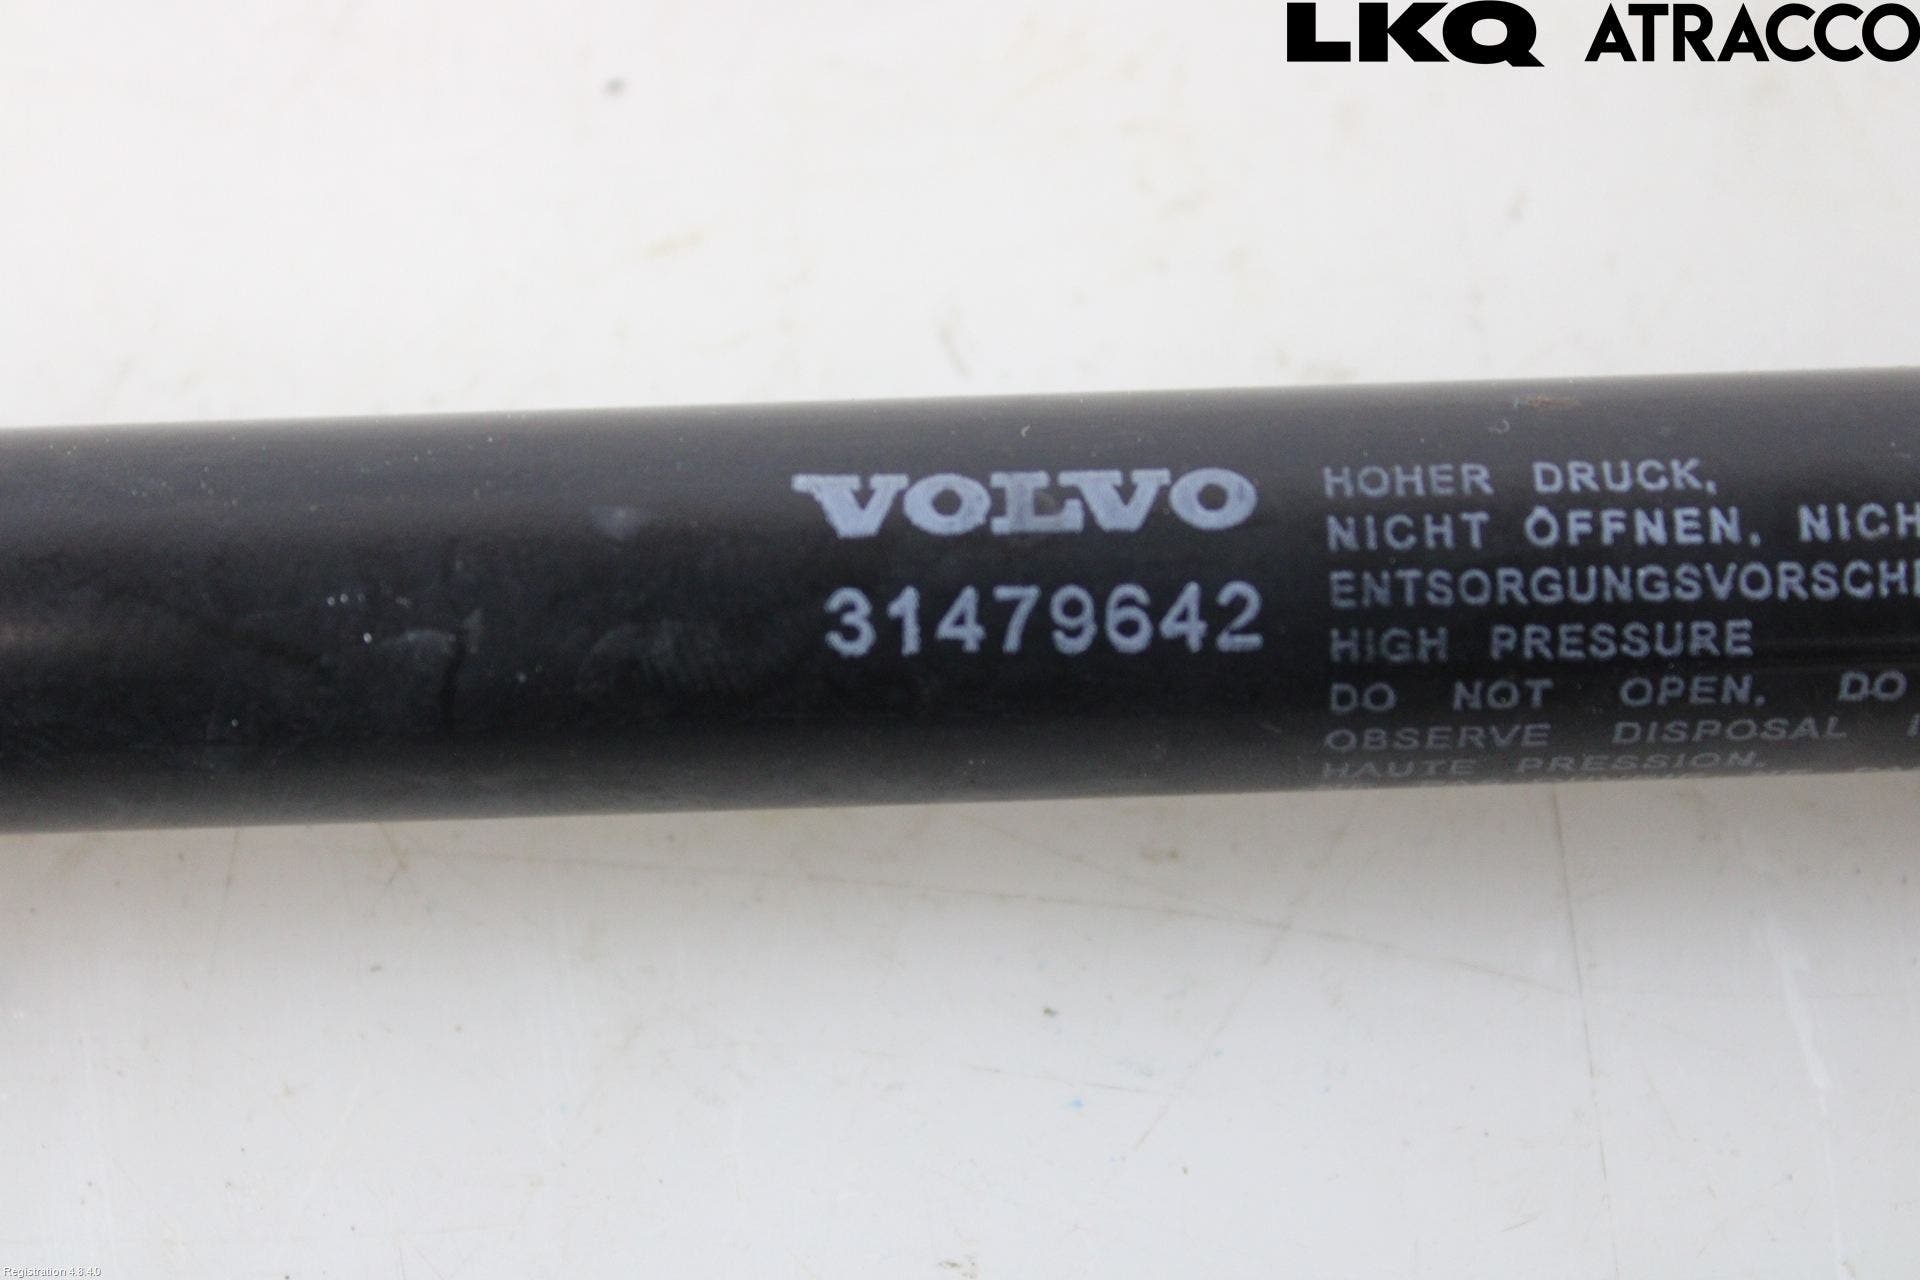 LKQ ATRACCO
VOLVO
31479642
HOHER DRUCK,
NICHT ÖFFNEN, NICH
ENTSORGUNGSVORSCH
HIGH PRESSURE
DO NOT OPEN. DO
OBSERVE DISPOSAL
HAUTE PRESSION,
Registration 4.8.4.0